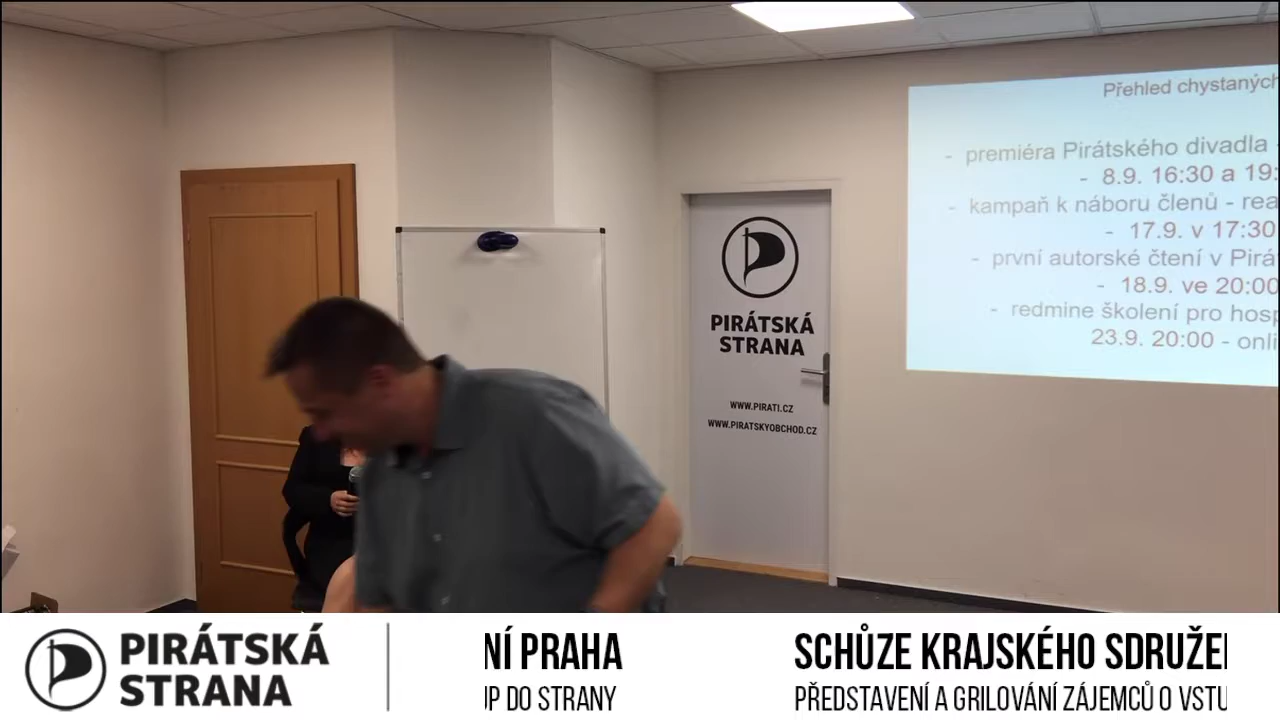 Přehled chystaných
- premiéra Pirátského divadla -
- 8.9. 16:30 a 19:
- kampaň k náboru členů - rea
- 17.9. v 17:30
- první autorské čtení v Pirá
- 18.9. ve 20:00
- redmine školení pro hosp
23.9. 20:00 - onli
PIRÁTSKÁ
STRANA
WWW.PIRATI.CZ
WWW.PIRATSKYOBCHOD.CZ
PIRÁTSKÁ
STRANA
NÍ PRAHA
UP DO STRANY
SCHŮZE KRAJSKÉHO SDRUŽE
PŘEDSTAVENÍ A GRILOVÁNÍ ZÁJEMCŮ O VSTU